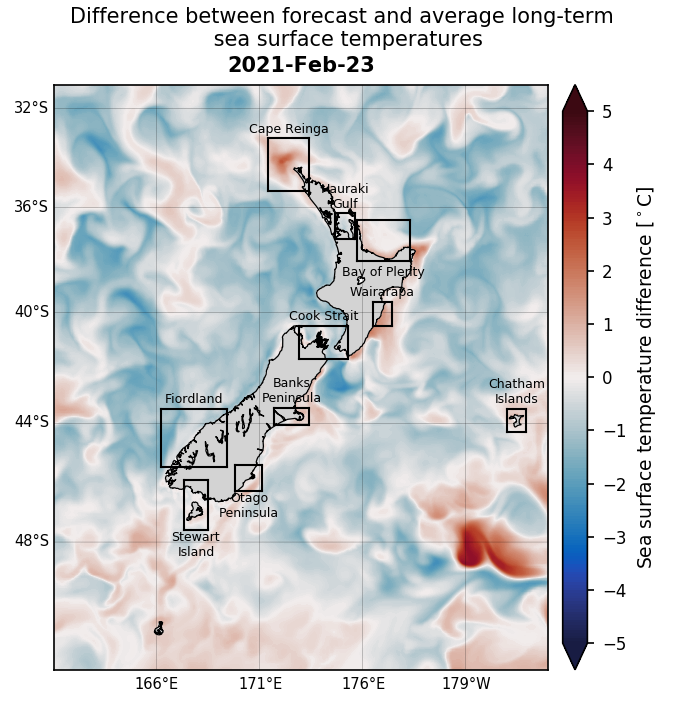 Difference between forecast and average long-term
sea surface temperatures
2021-Feb-23
32°S
36°S
40°S
44°S
48°S
166°E
171°E
176°E
179°W
Cape Reinga
Hauraki
Gulf
Bay of Plenty
Wairarapa
Cook Strait
Banks
Peninsula
Fiordland
Chatham
Islands
Otago
Peninsula
Stewart
Island
5
4
3
2
1
0
−1
−2
−3
−4
−5
Sea surface temperature difference [°C]